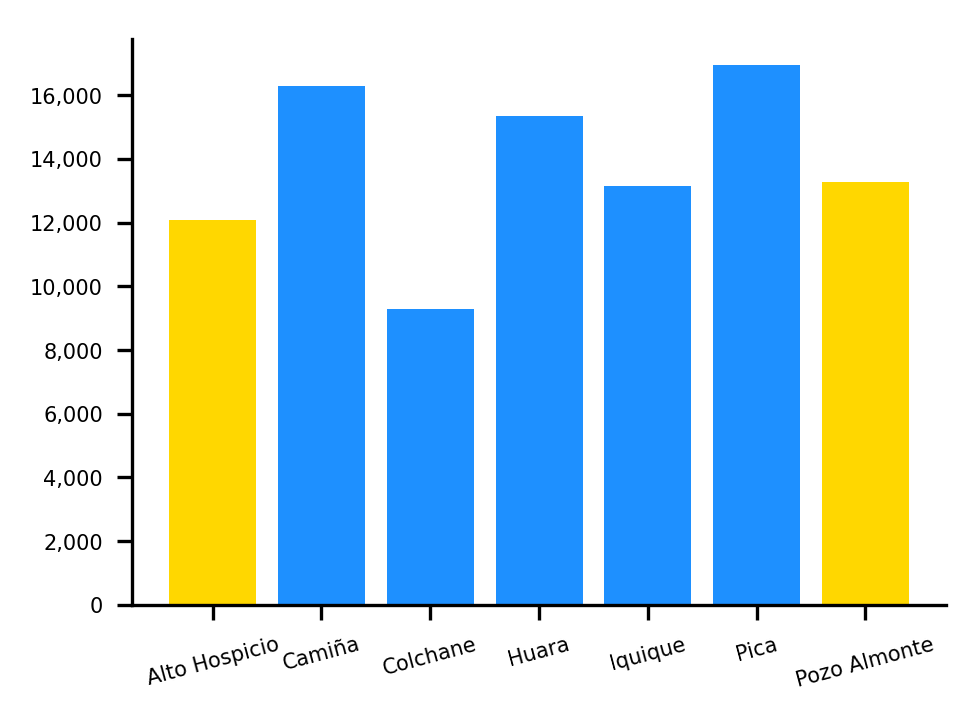 16,000
14,000
12,000
10,000
8,000
6,000
4,000
2,000
0
Alto Hospicio
Camiña
Colchane
Huara
Iquique
Pica
Pozo Almonte